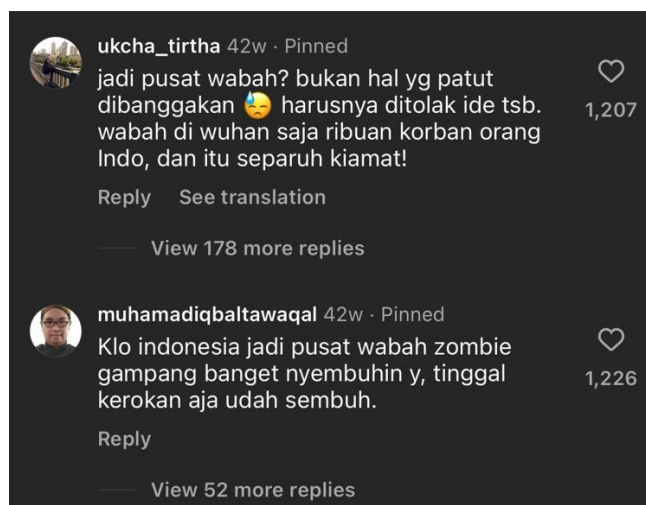 ukcha_tirtha 42w · Pinned
jadi pusat wabah? bukan hal yg patut
dibanggakan 😓 harusnya ditolak ide tsb.
wabah di wuhan saja ribuan korban orang
Indo, dan itu separuh kiamat!
1,207
Reply See translation
View 178 more replies
muhamadiqbaltawaqal 42w · Pinned
Klo indonesia jadi pusat wabah zombie
gampang banget nyembuhin y, tinggal
kerokan aja udah sembuh.
1,226
Reply
View 52 more replies